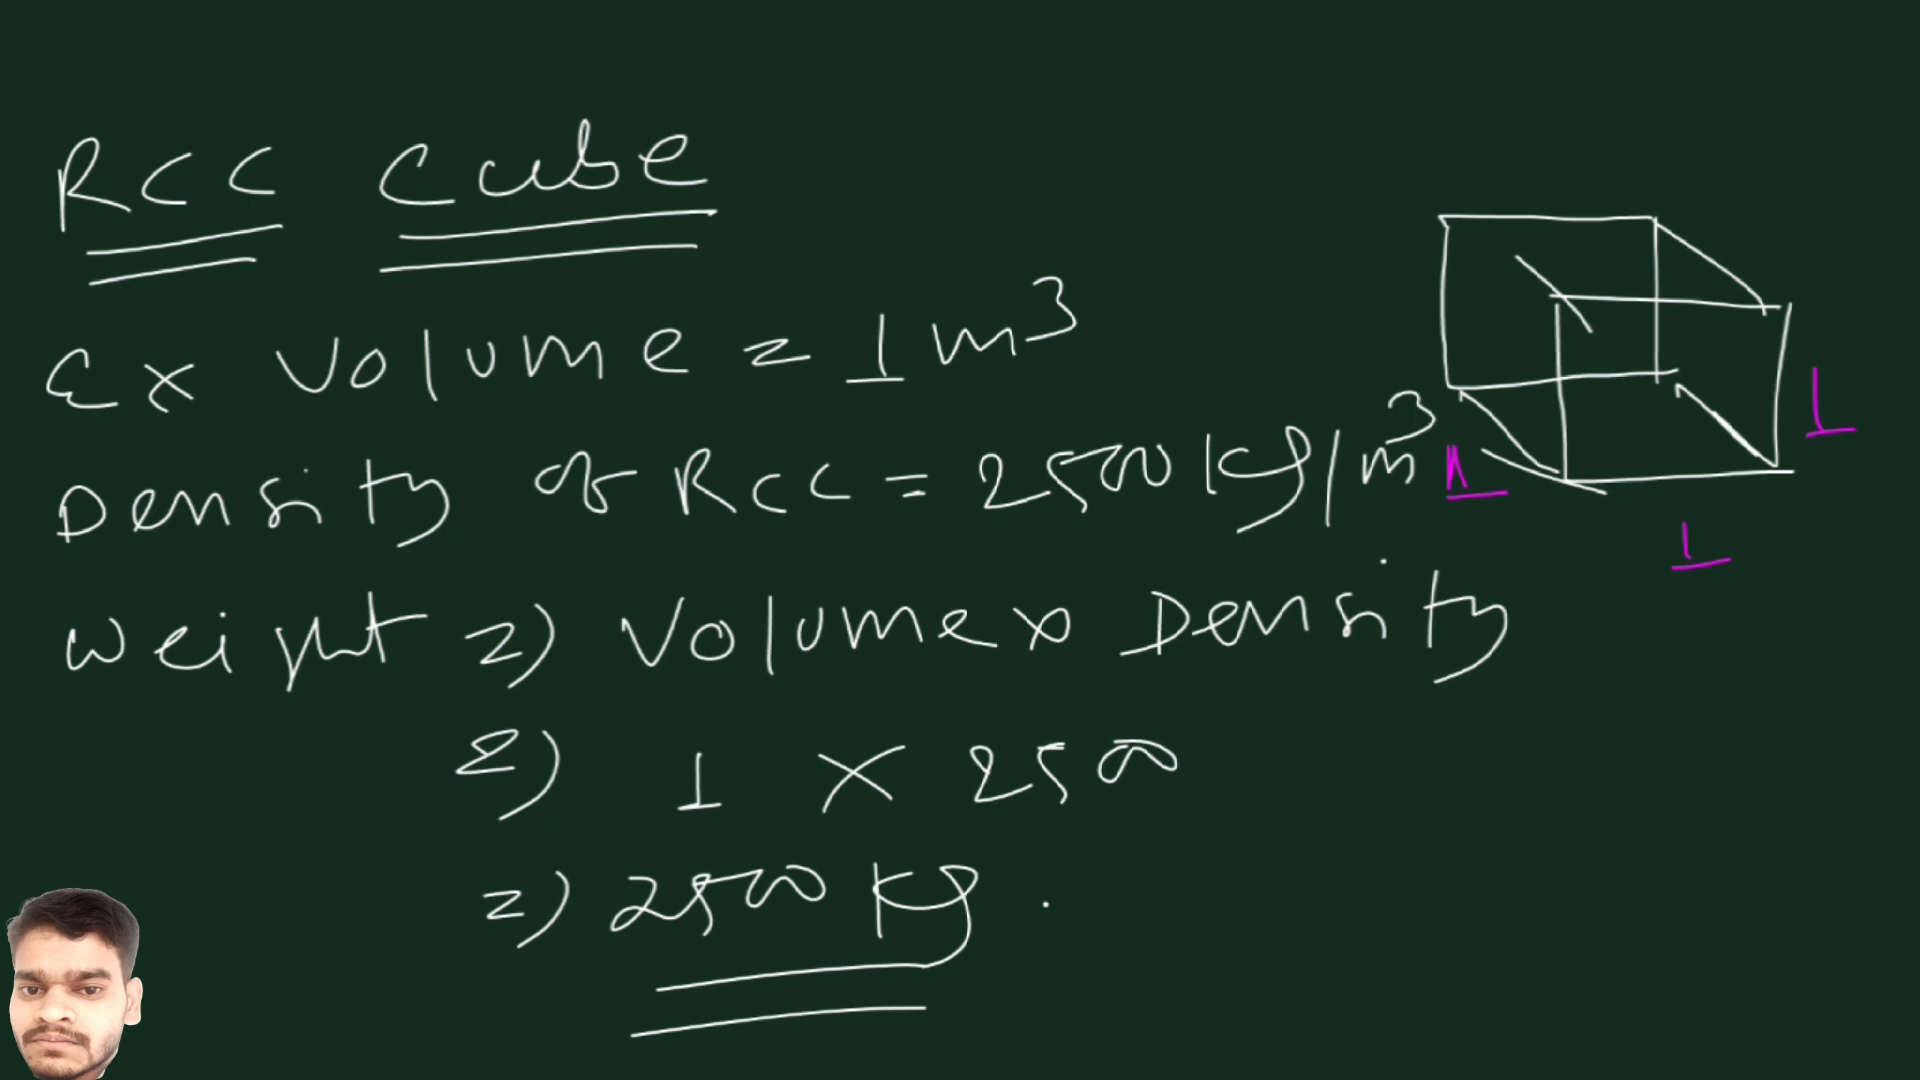 RCC Cube
Ex Volume = 1 m³
Density of RCC = 2500 Kg/m³
Weight => Volume x Density
=> 1 x 2500
=> 2500 Kg.
1
1
1